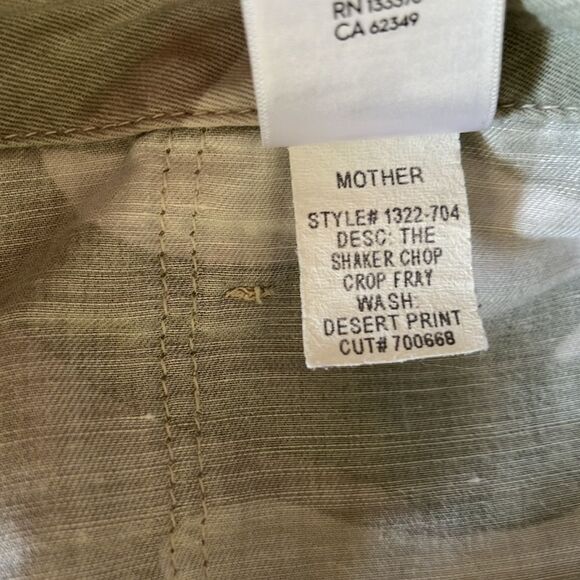 CA 62349
MOTHER
STYLE# 1322-704
DESC: THE
SHAKER CHOP
CROP FRAY
WASH:
DESERT PRINT
CUT# 700668